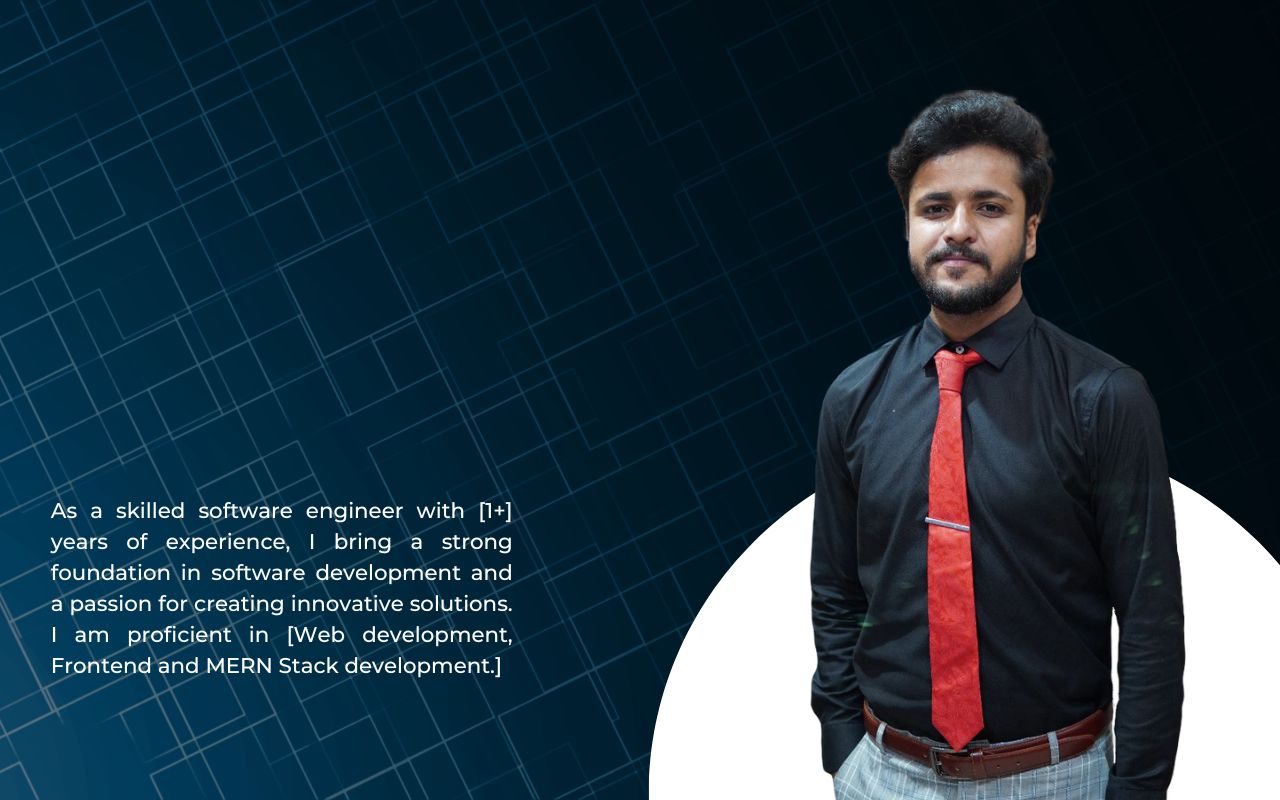 As a skilled software engineer with [1+]
years of experience, I bring a strong
foundation in software development and
a passion for creating innovative solutions.
I am proficient in [Web development,
Frontend and MERN Stack development.]